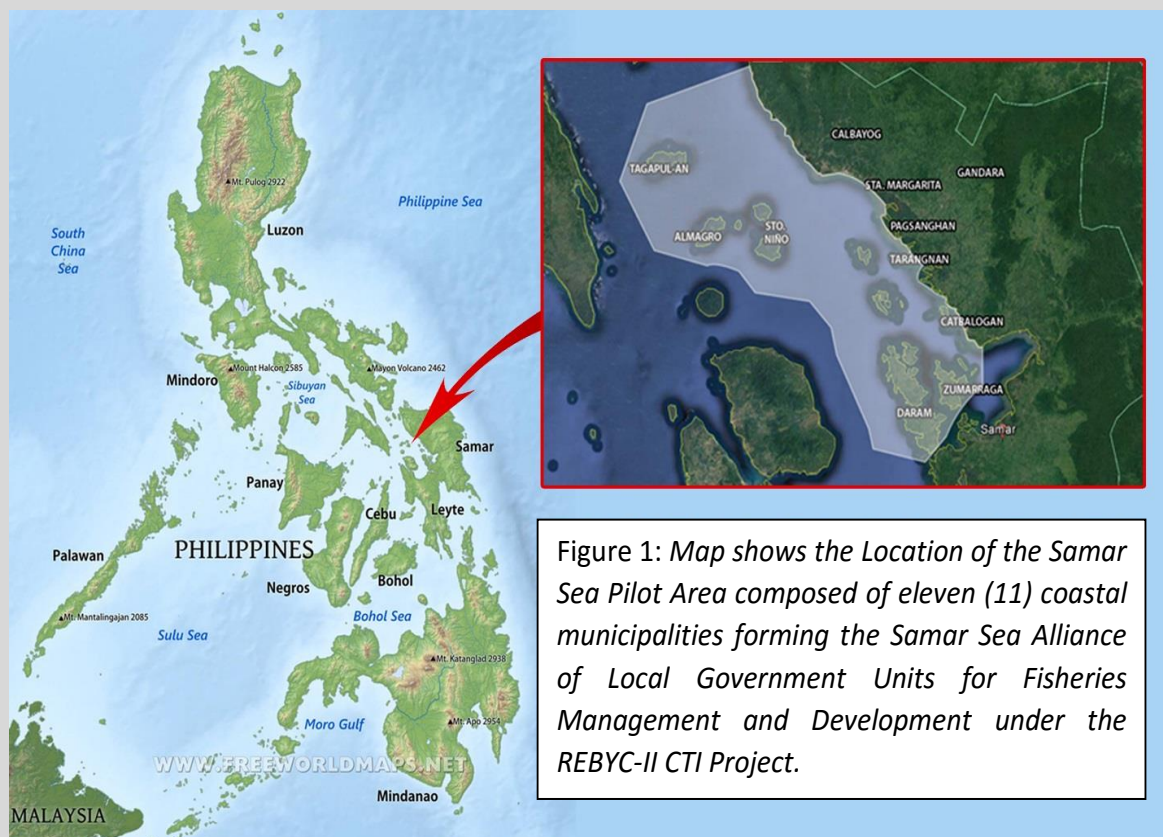 Mt. Pulog 2922
Philippine Sea
South
China
Sea
Luzon
Mount Halcon 2585
Mayon Volcano 2462
Mindoro
Sibuyan
Sea
Samar
Panay
Cebu
Leyte
PHILIPPINES
Palawan
Negros
Bohol
Bohol Sea
Mt. Mantalingajan 2085
Sulu Sea
Mt. Katanglad 2938
Moro Gulf
Mt. Apo 2954
WWW.FREEWORLDMAPS.NET
Mindanao
MALAYSIA
CALBAYOG
TAGAPUL-AN
GANDARA
STA. MARGARITA
PAGSANGHAN
ALMAGRO
STO.
NIÑO
TARANGNAN
CATBALOGAN
ZUMARRAGA
DARAM
Samar
Figure 1: Map shows the Location of the Samar
Sea Pilot Area composed of eleven (11) coastal
municipalities forming the Samar Sea Alliance
of Local Government Units for Fisheries
Management and Development under the
REBYC-II CTI Project.